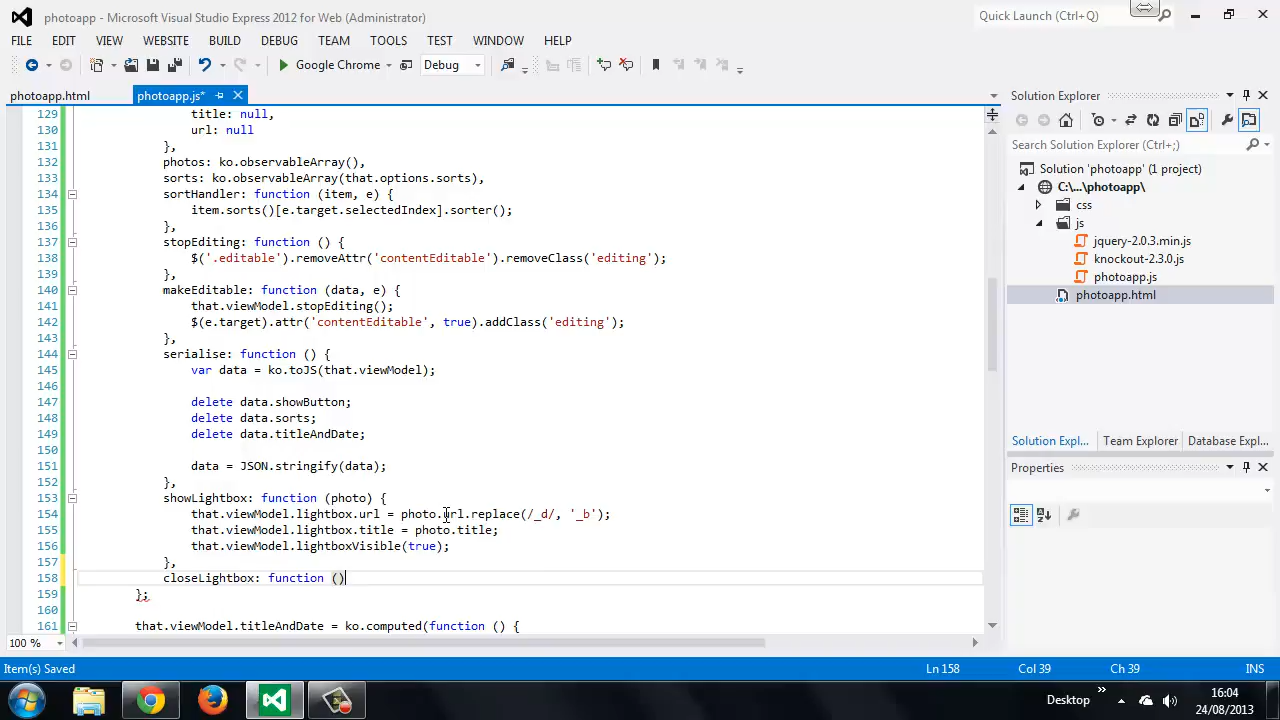 photoapp - Microsoft Visual Studio Express 2012 for Web (Administrator)
Quick Launch (Ctrl+Q)
FILE EDIT VIEW WEBSITE BUILD DEBUG TEAM TOOLS TEST WINDOW HELP
Google Chrome Debug
photoapp.html photoapp.js*
129 title: null,
130 url: null
131 },
132 photos: ko.observableArray(),
133 sorts: ko.observableArray(that.options.sorts),
134 sortHandler: function (item, e) {
135 item.sorts()[e.target.selectedIndex].sorter();
136 },
137 stopEditing: function () {
138 $('.editable').removeAttr('contentEditable').removeClass('editing');
139 },
140 makeEditable: function (data, e) {
141 that.viewModel.stopEditing();
142 $(e.target).attr('contentEditable', true).addClass('editing');
143 },
144 serialise: function () {
145 var data = ko.toJS(that.viewModel);
146
147 delete data.showButton;
148 delete data.sorts;
149 delete data.titleAndDate;
150
151 data = JSON.stringify(data);
152 },
153 showLightbox: function (photo) {
154 that.viewModel.lightbox.url = photo.url.replace(/_d/, '_b');
155 that.viewModel.lightbox.title = photo.title;
156 that.viewModel.lightboxVisible(true);
157 },
158 closeLightbox: function ()
159 };
160
161 that.viewModel.titleAndDate = ko.computed(function () {
100 %
Solution Explorer
Search Solution Explorer (Ctrl+;)
Solution 'photoapp' (1 project)
C:\...\photoapp\
css
js
jquery-2.0.3.min.js
knockout-2.3.0.js
photoapp.js
photoapp.html
Solution Expl... Team Explorer Database Expl...
Properties
Item(s) Saved Ln 158 Col 39 Ch 39 INS
Desktop
16:04
24/08/2013